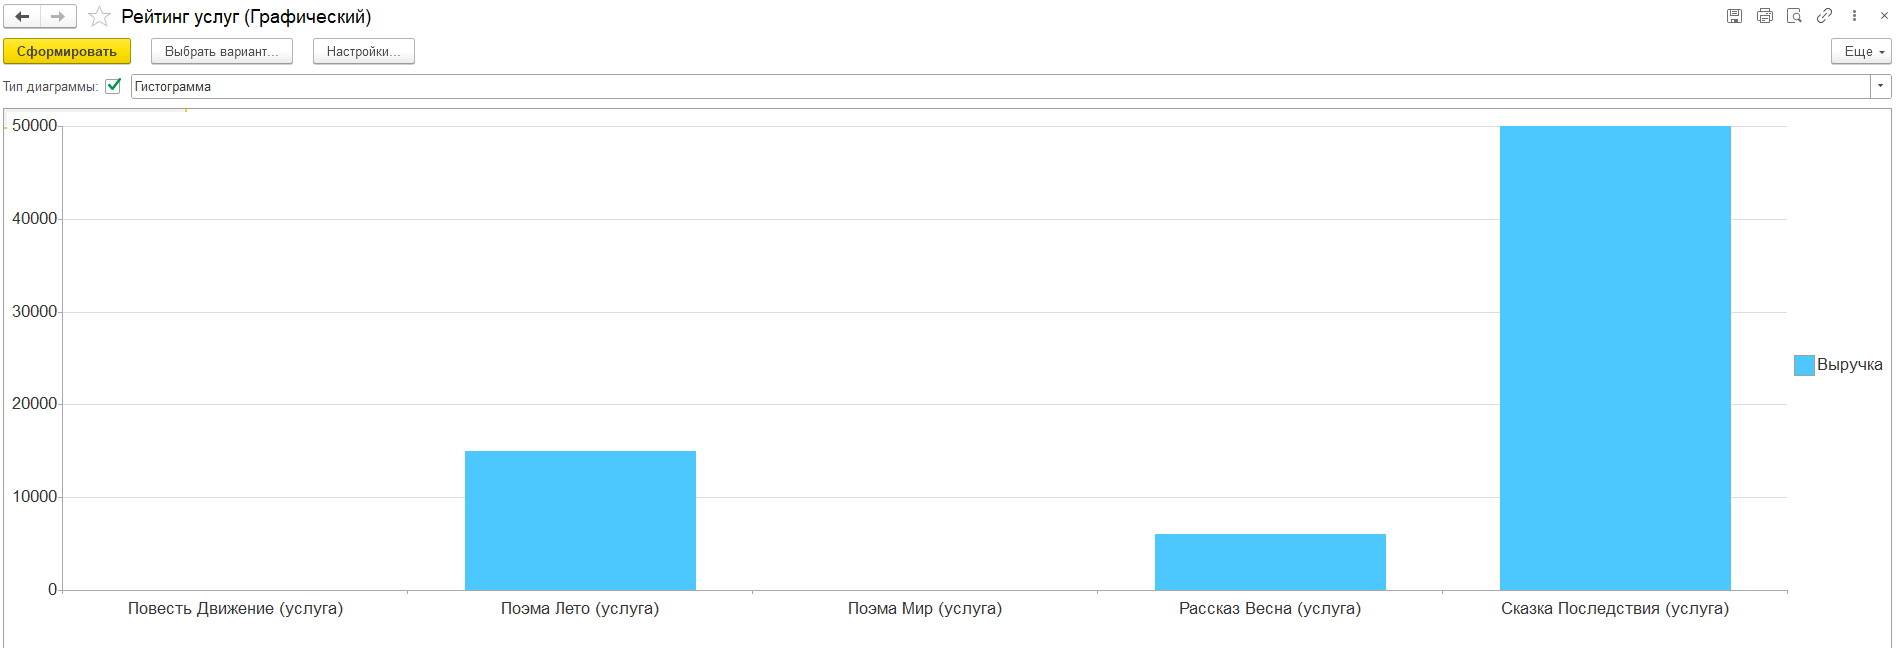 Рейтинг услуг (Графический)
Сформировать
Выбрать вариант...
Настройки...
Еще
Тип диаграммы:
Гистограмма
50000
40000
30000
20000
10000
0
Выручка
Повесть Движение (услуга)
Поэма Лето (услуга)
Поэма Мир (услуга)
Рассказ Весна (услуга)
Сказка Последствия (услуга)